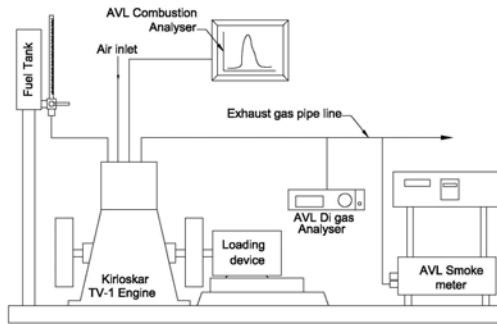 AVL Combustion
Analyser
Air inlet
Fuel Tank
Exhaust gas pipe line
AVL Di gas
Analyser
Loading
device
Kirloskar
TV-1 Engine
AVL Smoke
meter